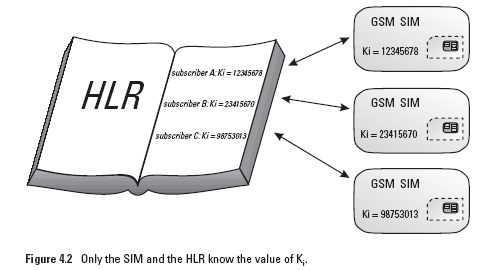 HLR
subscriber A: Ki = 12345678
subscriber B: Ki = 23415670
subscriber C: Ki = 98753013
GSM SIM
Ki = 12345678
GSM SIM
Ki = 23415670
GSM SIM
Ki = 98753013
Figure 4.2 Only the SIM and the HLR know the value of Ki.